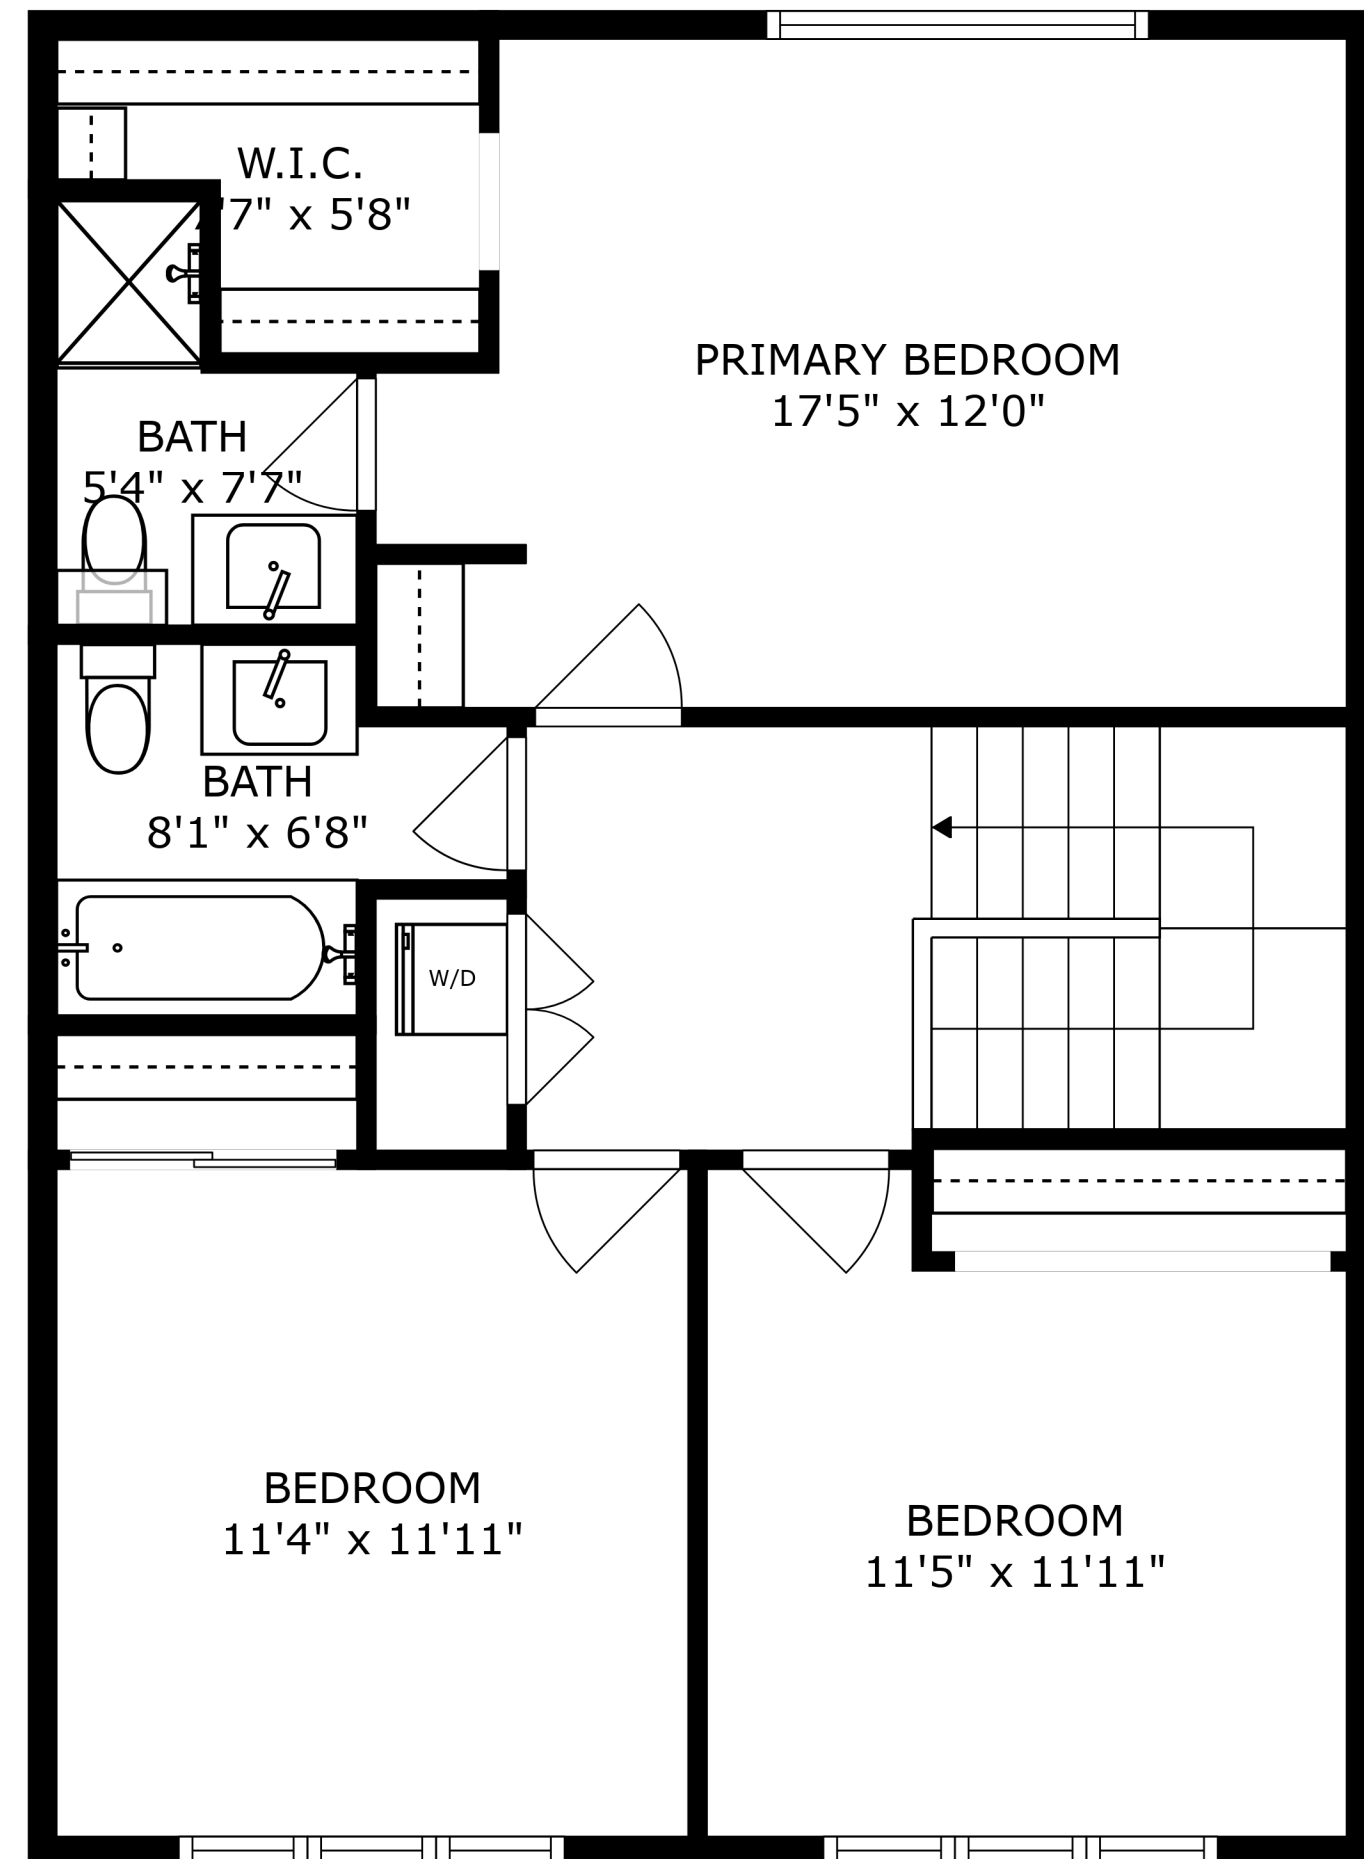 W.I.C.
7'7" x 5'8"
PRIMARY BEDROOM
17'5" x 12'0"
BATH
5'4" x 7'7"
BATH
8'1" x 6'8"
W/D
BEDROOM
11'4" x 11'11"
BEDROOM
11'5" x 11'11"